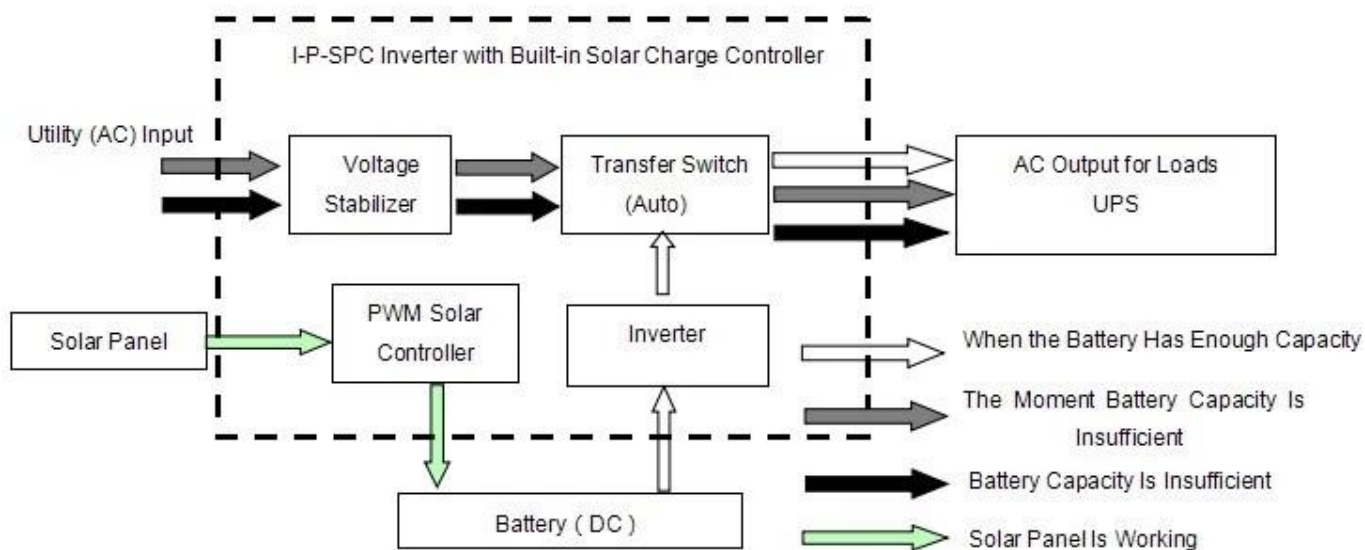 I-P-SPC Inverter with Built-in Solar Charge Controller
Utility (AC) Input
Voltage
Stabilizer
Transfer Switch
(Auto)
AC Output for Loads
UPS
Solar Panel
PWM Solar
Controller
Inverter
Battery ( DC )
When the Battery Has Enough Capacity
The Moment Battery Capacity Is
Insufficient
Battery Capacity Is Insufficient
Solar Panel Is Working